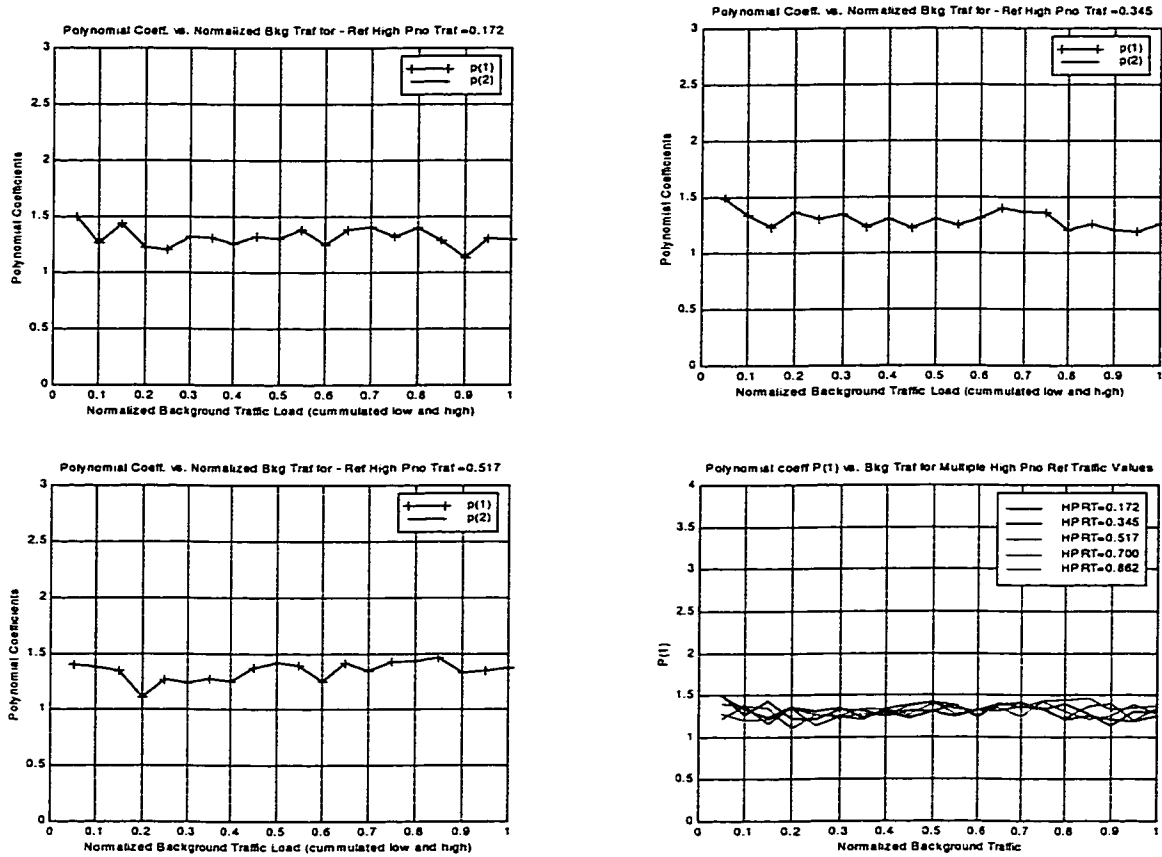 Polynomial Coeff. vs. Normalized Bkg Traf for - Ref High Prio Traf =0.172
3
2.5
2
1.5
1
0.5
0
Polynomial Coefficients
p(1)
p(2)
0 0.1 0.2 0.3 0.4 0.5 0.6 0.7 0.8 0.9 1
Normalized Background Traffic Load (cummulated low and high)
Polynomial Coeff. vs. Normalized Bkg Traf for - Ref High Prio Traf =0.345
3
2.5
2
1.5
1
0.5
0
Polynomial Coefficients
p(1)
p(2)
0 0.1 0.2 0.3 0.4 0.5 0.6 0.7 0.8 0.9 1
Normalized Background Traffic Load (cummulated low and high)
Polynomial Coeff. vs. Normalized Bkg Traf for - Ref High Prio Traf =0.517
3
2.5
2
1.5
1
0.5
0
Polynomial Coefficients
p(1)
p(2)
0 0.1 0.2 0.3 0.4 0.5 0.6 0.7 0.8 0.9 1
Normalized Background Traffic Load (cummulated low and high)
Polynomial coeff P(1) vs. Bkg Traf for Multiple High Prio Ref Traffic Values
4
3.5
3
2.5
2
1.5
1
0.5
0
P(1)
HPRT=0.172
HPRT=0.345
HPRT=0.517
HPRT=0.700
HPRT=0.862
0 0.1 0.2 0.3 0.4 0.5 0.6 0.7 0.8 0.9 1
Normalized Background Traffic